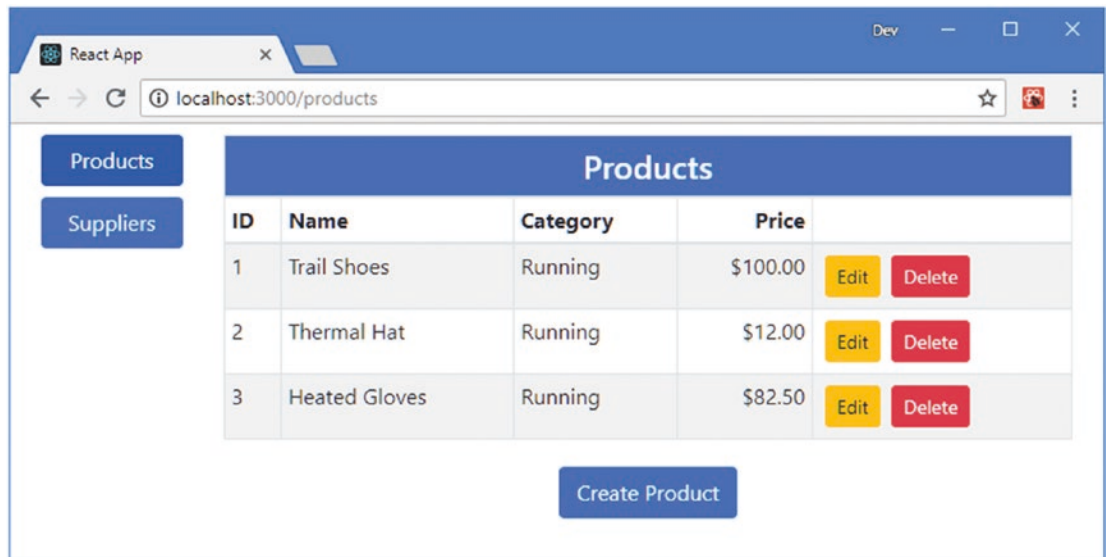 Dev
React App
localhost:3000/products
Products
Suppliers
Products
ID Name Category Price
1 Trail Shoes Running $100.00 Edit Delete
2 Thermal Hat Running $12.00 Edit Delete
3 Heated Gloves Running $82.50 Edit Delete
Create Product